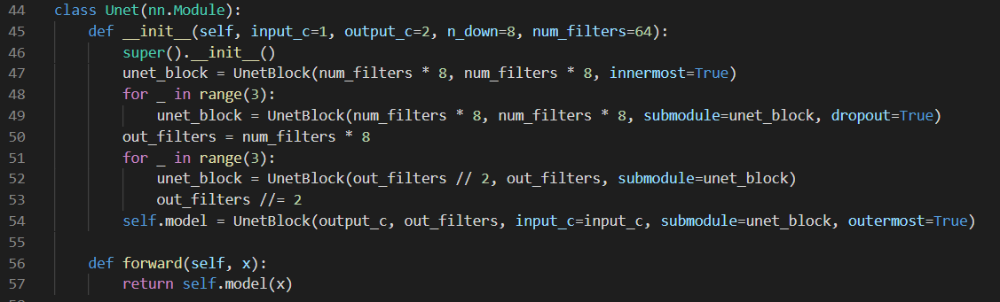 44 class Unet(nn.Module):
45     def __init__(self, input_c=1, output_c=2, n_down=8, num_filters=64):
46         super().__init__()
47         unet_block = UnetBlock(num_filters * 8, num_filters * 8, innermost=True)
48         for _ in range(3):
49             unet_block = UnetBlock(num_filters * 8, num_filters * 8, submodule=unet_block, dropout=True)
50         out_filters = num_filters * 8
51         for _ in range(3):
52             unet_block = UnetBlock(out_filters // 2, out_filters, submodule=unet_block)
53             out_filters //= 2
54         self.model = UnetBlock(output_c, out_filters, input_c=input_c, submodule=unet_block, outermost=True)
55
56     def forward(self, x):
57         return self.model(x)